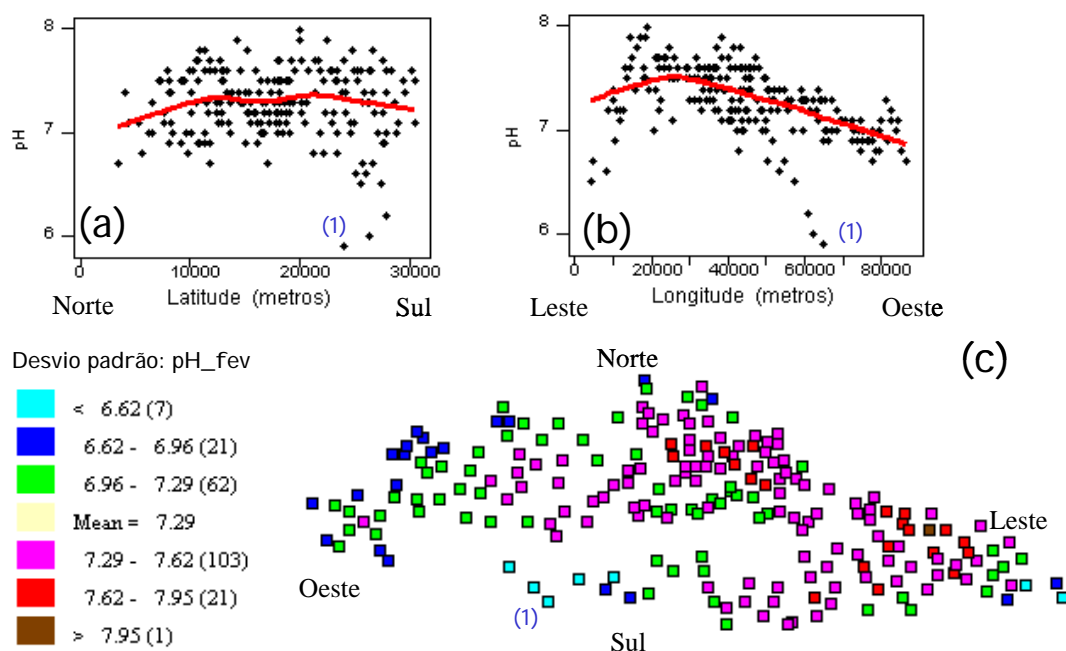 8
7
6
pH
(a)
(1)
0 10000 20000 30000
Latitude (metros)
Norte
Sul
8
7
6
pH
(b)
(1)
0 20000 40000 60000 80000
Longitude (metros)
Leste
Oeste
Desvio padrão: pH_fev
< 6.62 (7)
6.62 - 6.96 (21)
6.96 - 7.29 (62)
Mean = 7.29
7.29 - 7.62 (103)
7.62 - 7.95 (21)
> 7.95 (1)
Norte
(c)
Leste
Oeste
(1)
Sul